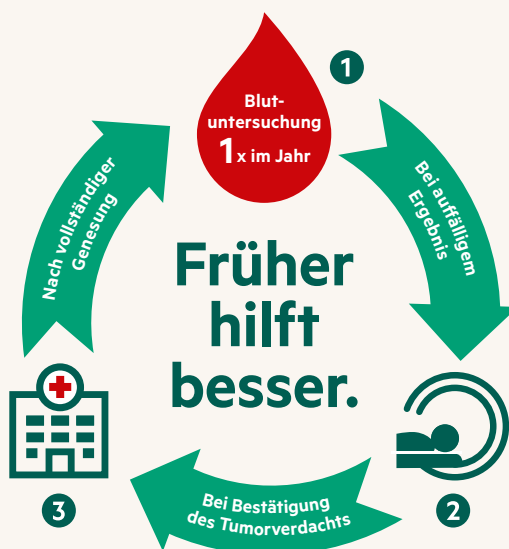 1
Blut-
untersuchung
1x im Jahr
Bei auffälligem
Ergebnis
Nach vollständiger
Genesung
Früher
hilft
besser.
2
Bei Bestätigung
des Tumorverdachts
3